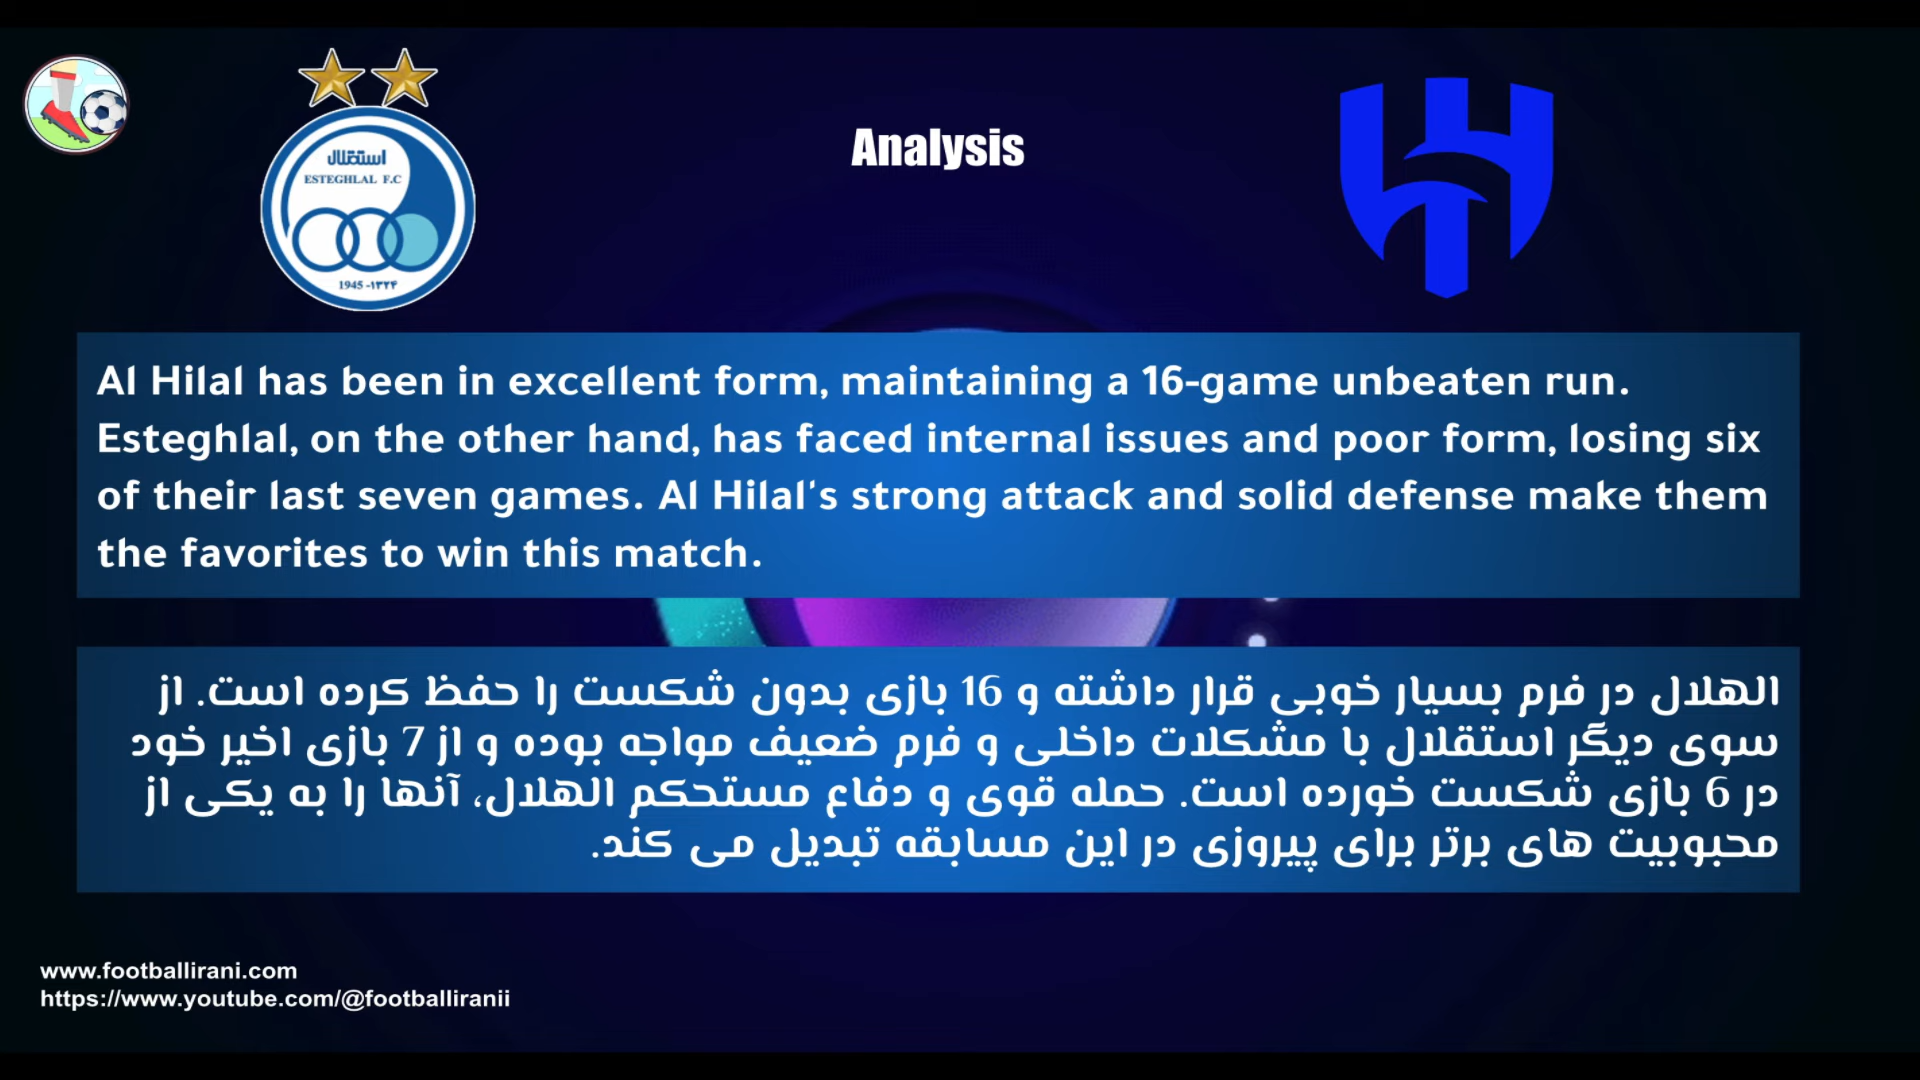 استقلال
ESTEGHLAL F.C
1945 -۱۳۲۴
Analysis
Al Hilal has been in excellent form, maintaining a 16-game unbeaten run.
Esteghlal, on the other hand, has faced internal issues and poor form, losing six
of their last seven games. Al Hilal's strong attack and solid defense make them
the favorites to win this match.
الهلال در فرم بسیار خوبی قرار داشته و 16 بازی بدون شکست را حفظ کرده است. از
سوی دیگر استقلال با مشکلات داخلی و فرم ضعیف مواجه بوده و از 7 بازی اخیر خود
در 6 بازی شکست خورده است. حمله قوی و دفاع مستحکم الهلال، آنها را به یکی از
محبوبیت های برتر برای پیروزی در این مسابقه تبدیل می کند.
www.footballirani.com
https://www.youtube.com/@footballiranii